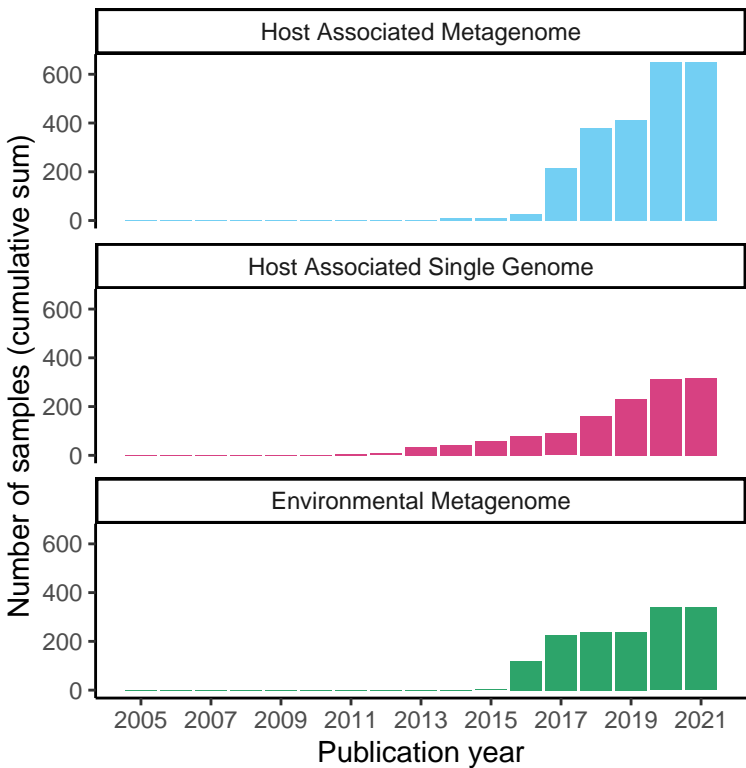 Host Associated Metagenome
600
400
200
0
Host Associated Single Genome
600
400
200
0
Environmental Metagenome
600
400
200
0
Number of samples (cumulative sum)
2005 2007 2009 2011 2013 2015 2017 2019 2021
Publication year